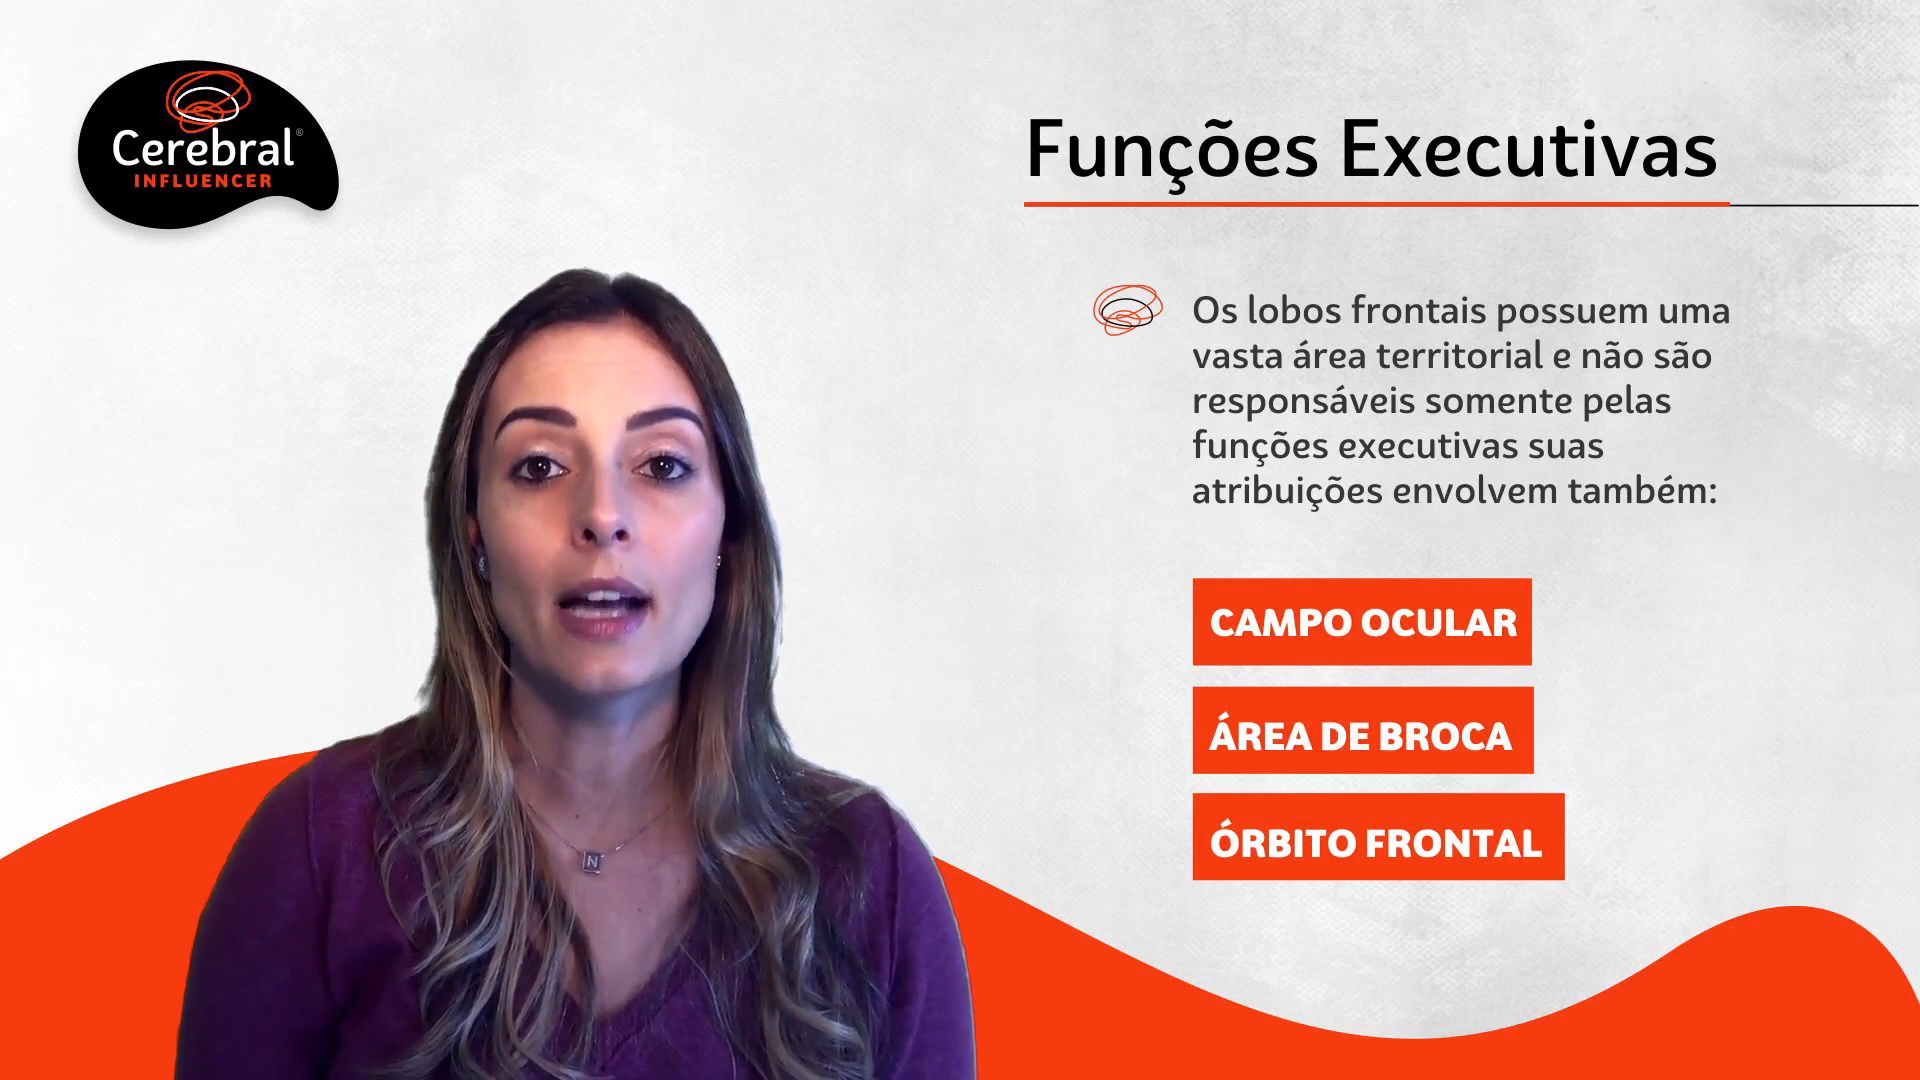 Cerebral®
INFLUENCER
Funções Executivas
Os lobos frontais possuem uma
vasta área territorial e não são
responsáveis somente pelas
funções executivas suas
atribuições envolvem também:
CAMPO OCULAR
ÁREA DE BROCA
ÓRBITO FRONTAL
N